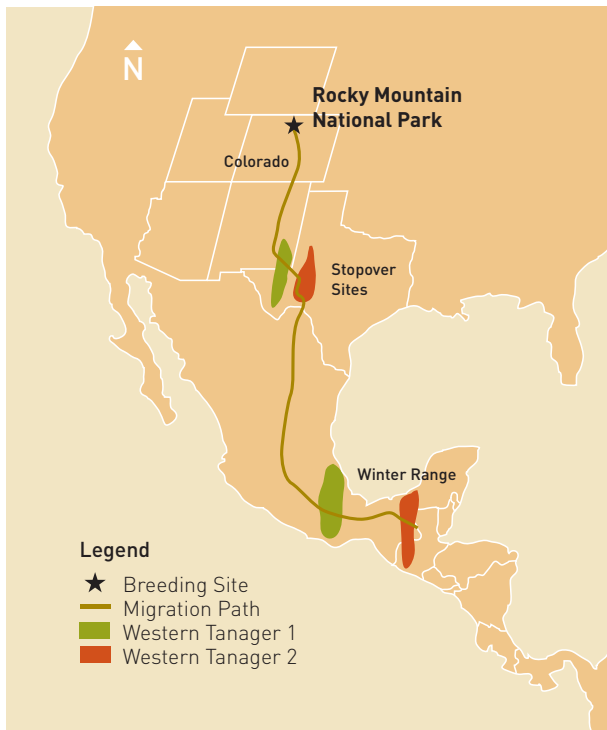 N
Rocky Mountain
National Park
Colorado
Stopover
Sites
Winter Range
Legend
Breeding Site
Migration Path
Western Tanager 1
Western Tanager 2